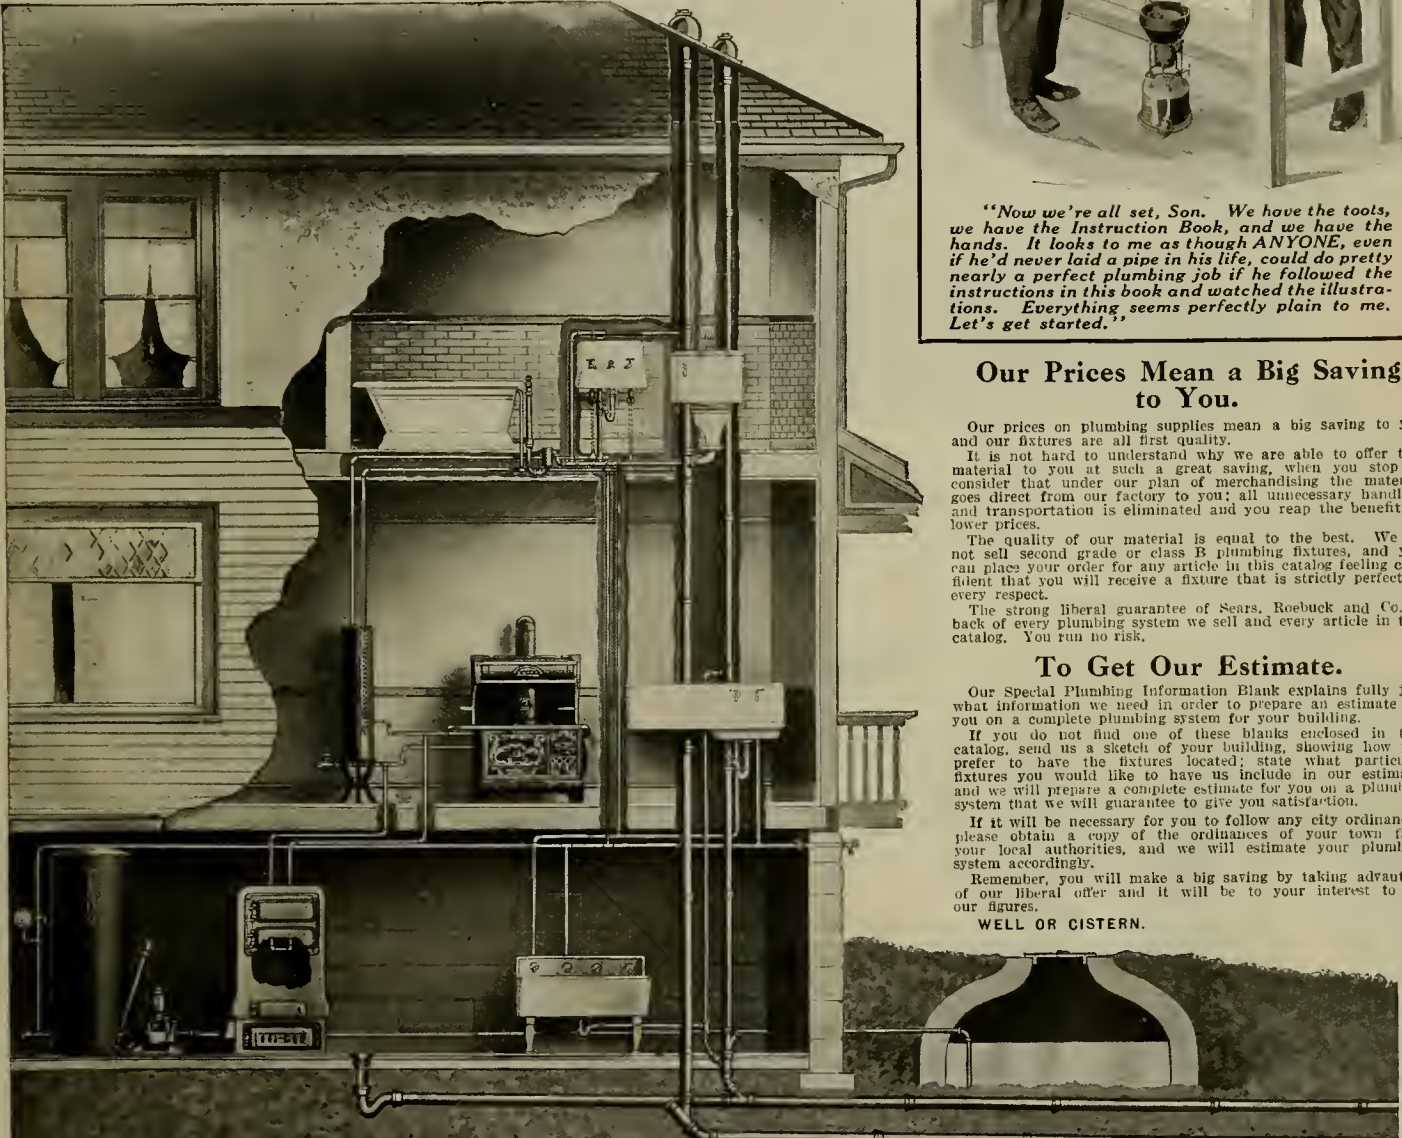 "Now we're all set, Son. We have the tools,
we have the Instruction Book, and we have the
hands. It looks to me as though ANYONE, even
if he'd never laid a pipe in his life, could do pretty
nearly a perfect plumbing job if he followed the
instructions in this book and watched the illustra-
tions. Everything seems perfectly plain to me.
Let's get started."
Our Prices Mean a Big Saving
to You.
Our prices on plumbing supplies mean a big saving to
and our fixtures are all first quality.
It is not hard to understand why we are able to offer
material to you at such a great saving, when you stop
consider that under our plan of merchandising the mater
goes direct from our factory to you; all unnecessary handl
and transportation is eliminated and you reap the benefit
lower prices.
The quality of our material is equal to the best. We
not sell second grade or class B plumbing fixtures, and
can place your order for any article in this catalog feeling c
fident that you will receive a fixture that is strictly perfect
every respect.
The strong liberal guarantee of Sears, Roebuck and Co.
back of every plumbing system we sell and every article in
catalog. You run no risk.
To Get Our Estimate.
Our Special Plumbing Information Blank explains fully
what information we need in order to prepare an estimate
you on a complete plumbing system for your building.
If you do not find one of these blanks enclosed in
catalog, send us a sketch of your building, showing how
prefer to have the fixtures located; state what particu
fixtures you would like to have us include in our estima
and we will prepare a complete estimate for you on a plumb
system that we will guarantee to give you satisfaction.
If it will be necessary for you to follow any city ordinan
please obtain a copy of the ordinances of your town f
your local authorities, and we will estimate your plumb
system accordingly.
Remember, you will make a big saving by taking advant
of our liberal offer and it will be to your interest to
our figures.
WELL OR CISTERN.